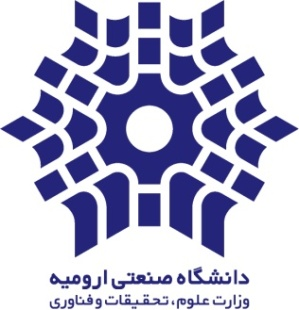 دانشگاه صنعتی ارومیه
وزارت علوم، تحقیقات و فناوری